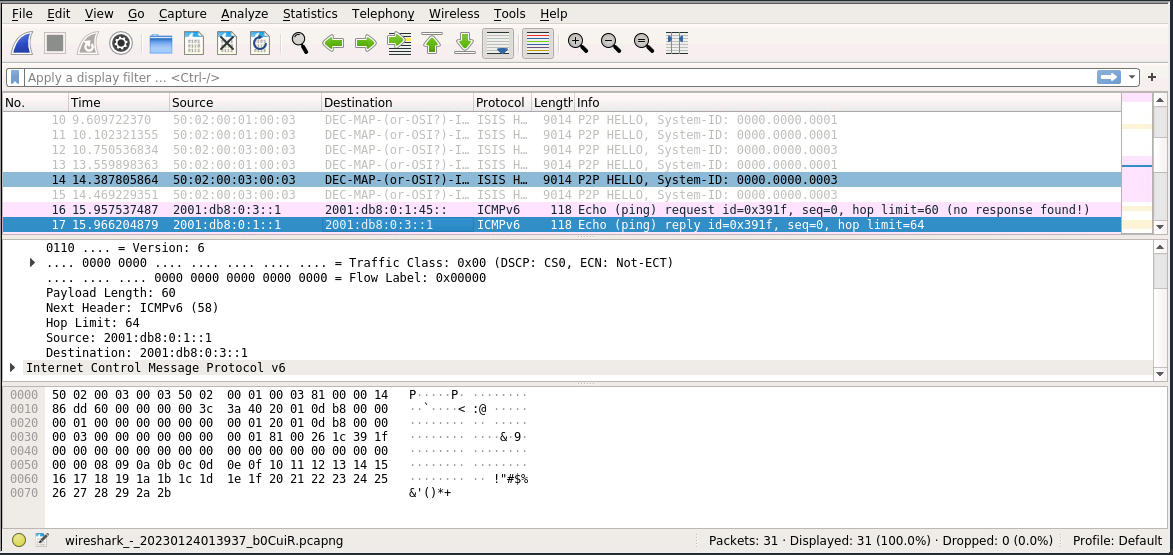 File Edit View Go Capture Analyze Statistics Telephony Wireless Tools Help
Apply a display filter … <Ctrl-/>
No. Time Source Destination Protocol Length Info
10 9.609722370 50:02:00:01:00:03 DEC-MAP-(or-OSI?)-I… ISIS H… 9014 P2P HELLO, System-ID: 0000.0000.0001
11 10.102321355 50:02:00:01:00:03 DEC-MAP-(or-OSI?)-I… ISIS H… 9014 P2P HELLO, System-ID: 0000.0000.0001
12 10.750536834 50:02:00:03:00:03 DEC-MAP-(or-OSI?)-I… ISIS H… 9014 P2P HELLO, System-ID: 0000.0000.0003
13 13.559898363 50:02:00:01:00:03 DEC-MAP-(or-OSI?)-I… ISIS H… 9014 P2P HELLO, System-ID: 0000.0000.0001
14 14.387805864 50:02:00:03:00:03 DEC-MAP-(or-OSI?)-I… ISIS H… 9014 P2P HELLO, System-ID: 0000.0000.0003
15 14.469229351 50:02:00:03:00:03 DEC-MAP-(or-OSI?)-I… ISIS H… 9014 P2P HELLO, System-ID: 0000.0000.0003
16 15.957537487 2001:db8:0:3::1 2001:db8:0:1:45:: ICMPv6 118 Echo (ping) request id=0x391f, seq=0, hop limit=60 (no response found!)
17 15.966204879 2001:db8:0:1::1 2001:db8:0:3::1 ICMPv6 118 Echo (ping) reply id=0x391f, seq=0, hop limit=64
0110 .... = Version: 6
.... 0000 0000 .... .... .... .... .... = Traffic Class: 0x00 (DSCP: CS0, ECN: Not-ECT)
.... .... .... 0000 0000 0000 0000 0000 = Flow Label: 0x00000
Payload Length: 60
Next Header: ICMPv6 (58)
Hop Limit: 64
Source: 2001:db8:0:1::1
Destination: 2001:db8:0:3::1
Internet Control Message Protocol v6
0000 50 02 00 03 00 03 50 02 00 01 00 03 81 00 00 14 P·····P· ········
0010 86 dd 60 00 00 00 00 3c 3a 40 20 01 0d b8 00 00 ··`····< :@ ·····
0020 00 01 00 00 00 00 00 00 00 01 20 01 0d b8 00 00 ········ ·· ·····
0030 00 03 00 00 00 00 00 00 00 01 81 00 26 1c 39 1f ········ ····&·9·
0040 00 00 00 00 00 00 00 00 00 00 00 00 00 00 00 00 ········ ········
0050 00 00 08 09 0a 0b 0c 0d 0e 0f 10 11 12 13 14 15 ········ ········
0060 16 17 18 19 1a 1b 1c 1d 1e 1f 20 21 22 23 24 25 ········ ·· !"#$%
0070 26 27 28 29 2a 2b &'()*+
wireshark_-_20230124013937_b0CuiR.pcapng Packets: 31 · Displayed: 31 (100.0%) · Dropped: 0 (0.0%) Profile: Default